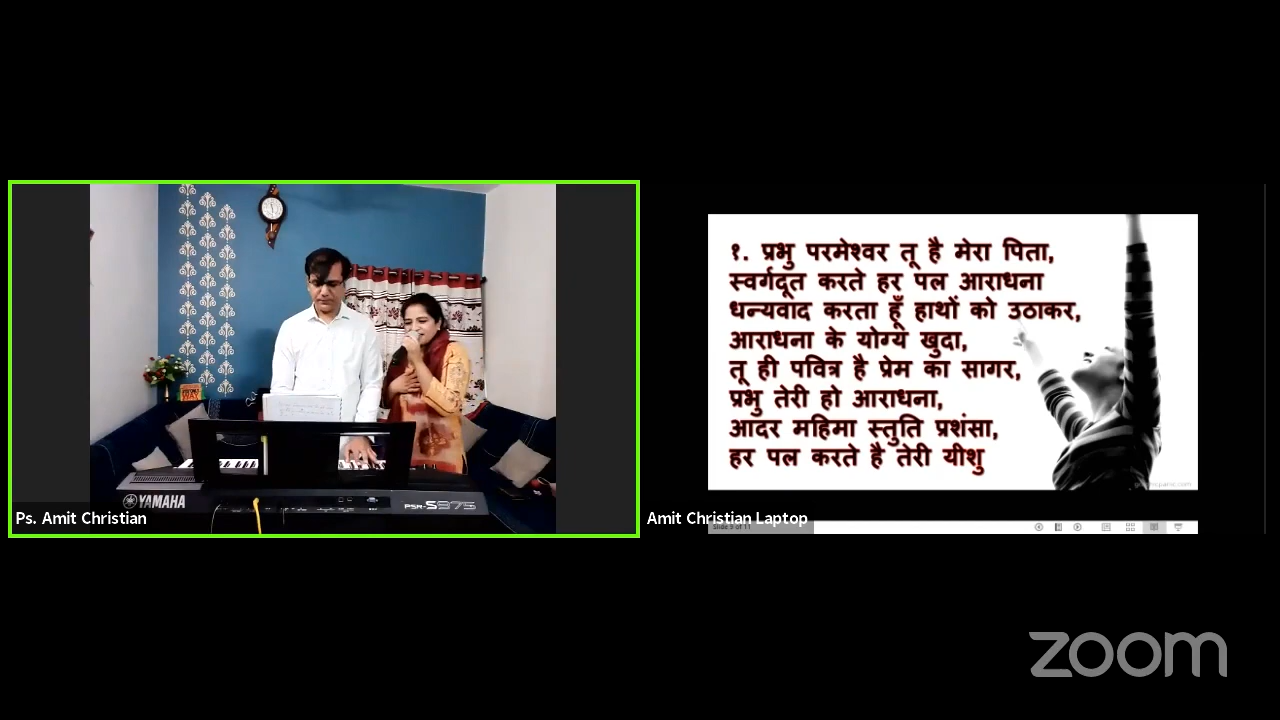 YAMAHA
PSR-S975
Ps. Amit Christian
१. प्रभु परमेश्वर तू है मेरा पिता,
स्वर्गदूत करते हर पल आराधना
धन्यवाद करता हूँ हाथों को उठाकर,
आराधना के योग्य खुदा,
तू ही पवित्र है प्रेम का सागर,
प्रभु तेरी हो आराधना,
आदर महिमा स्तुति प्रशंसा,
हर पल करते है तेरी यीशु
Amit Christian Laptop
zoom